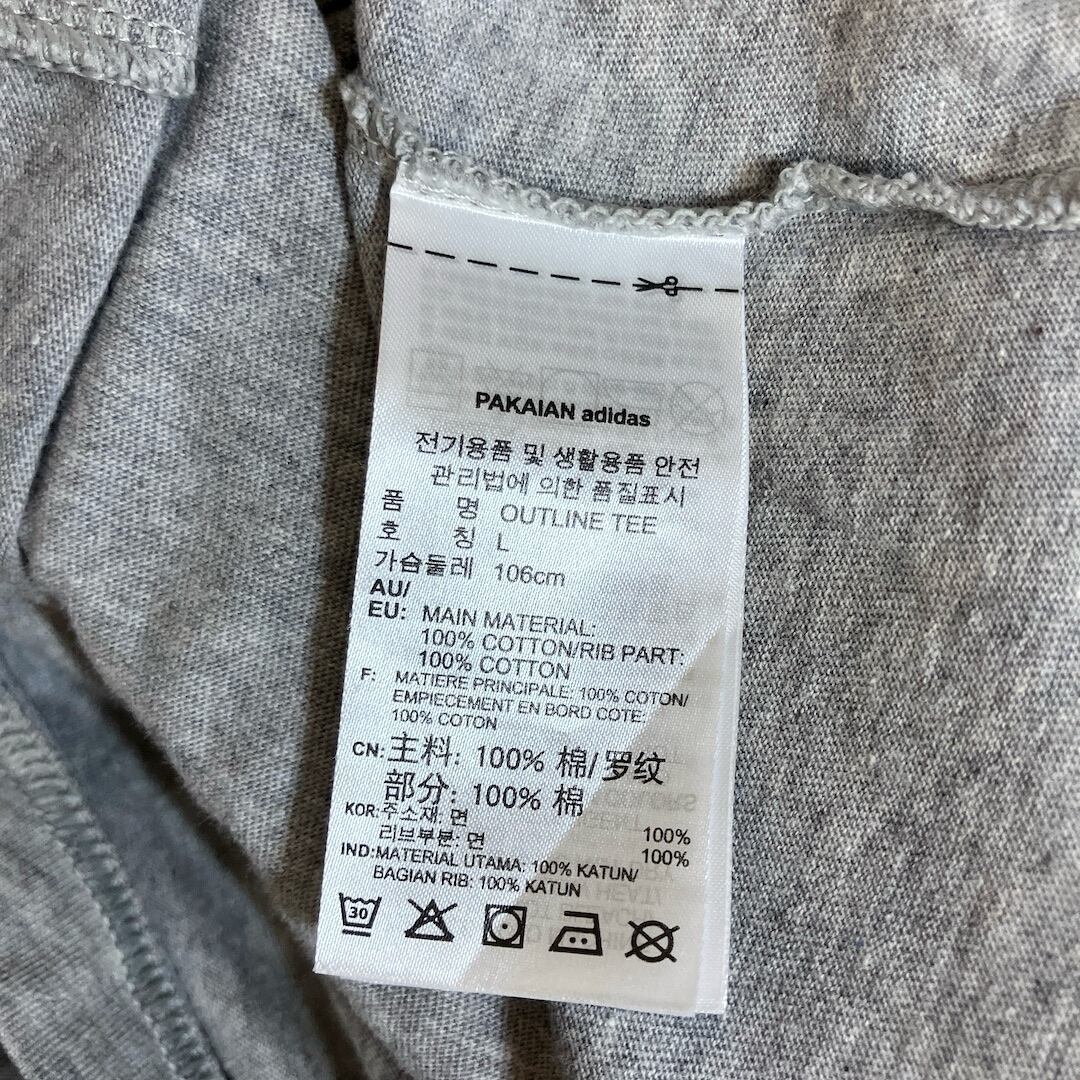 PAKAIAN adidas
전기용품 및 생활용품 안전
관리법에 의한 품질표시
품 명 OUTLINE TEE
호 칭 L
가슴둘레 106cm
AU/
EU: MAIN MATERIAL:
100% COTTON/RIB PART:
100% COTTON
F: MATIERE PRINCIPALE: 100% COTON/
EMPIECEMENT EN BORD COTE:
100% COTON
CN: 主料: 100% 棉/罗纹
部分: 100% 棉
KOR: 주소재: 면 100%
리브부분: 면 100%
IND: MATERIAL UTAMA: 100% KATUN/
BAGIAN RIB: 100% KATUN
30